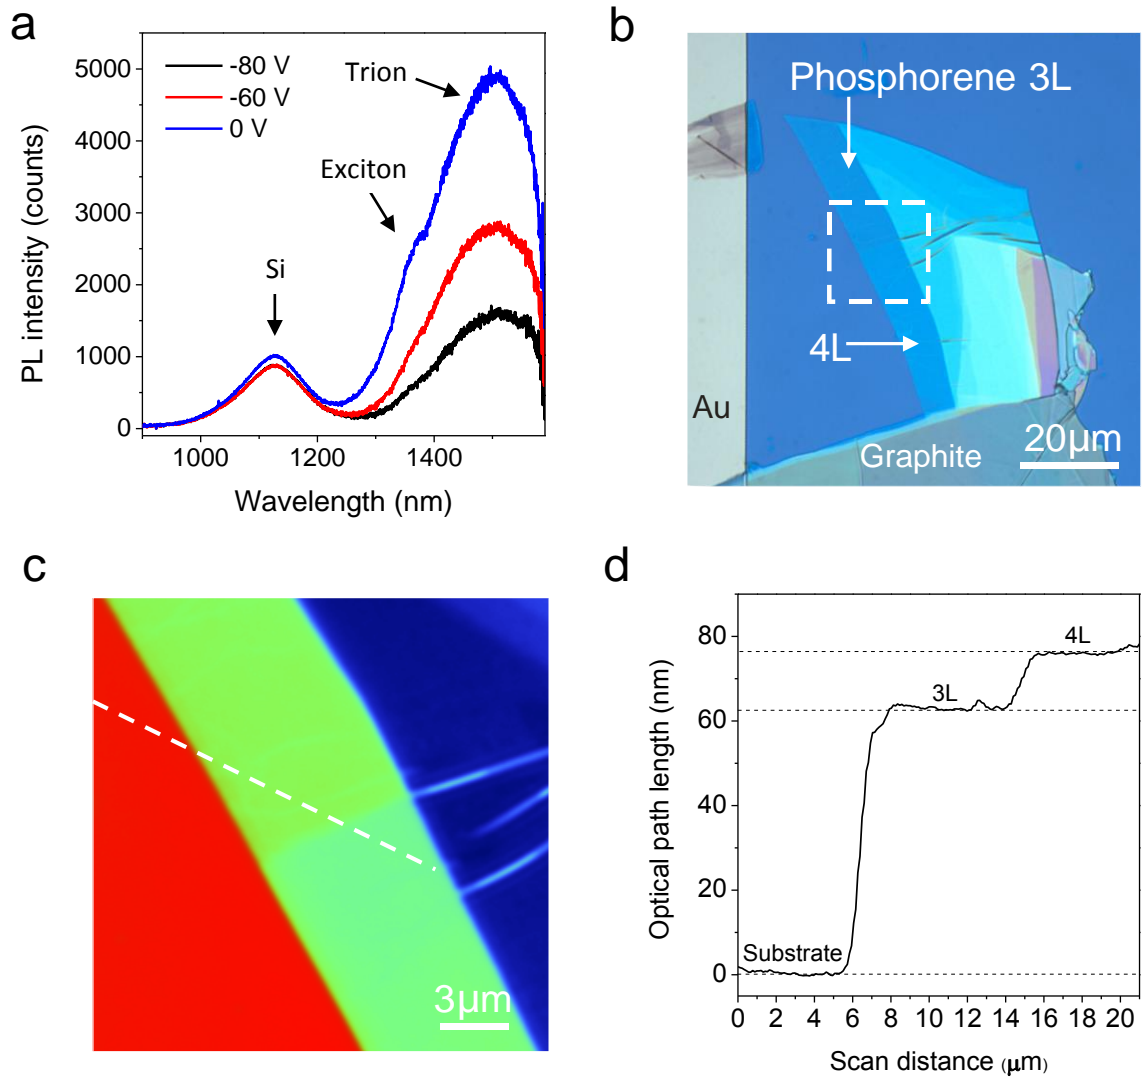 a
5000
4000
3000
2000
1000
0
PL intensity (counts)
-80 V
-60 V
0 V
Trion
Exciton
Si
1000
1200
1400
Wavelength (nm)
b
Phosphorene 3L
4L
Au
Graphite
20μm
c
3μm
d
80
60
40
20
0
Optical path length (nm)
Substrate
3L
4L
0 2 4 6 8 10 12 14 16 18 20
Scan distance (μm)